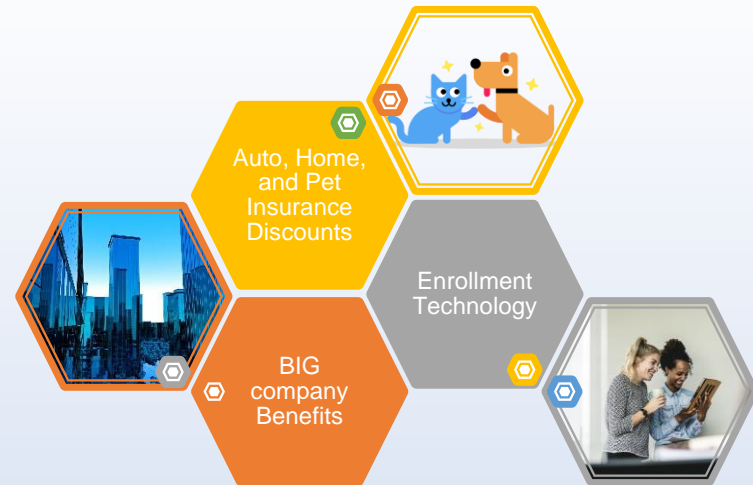 Auto, Home,
and Pet
Insurance
Discounts
Enrollment
Technology
BIG
company
Benefits